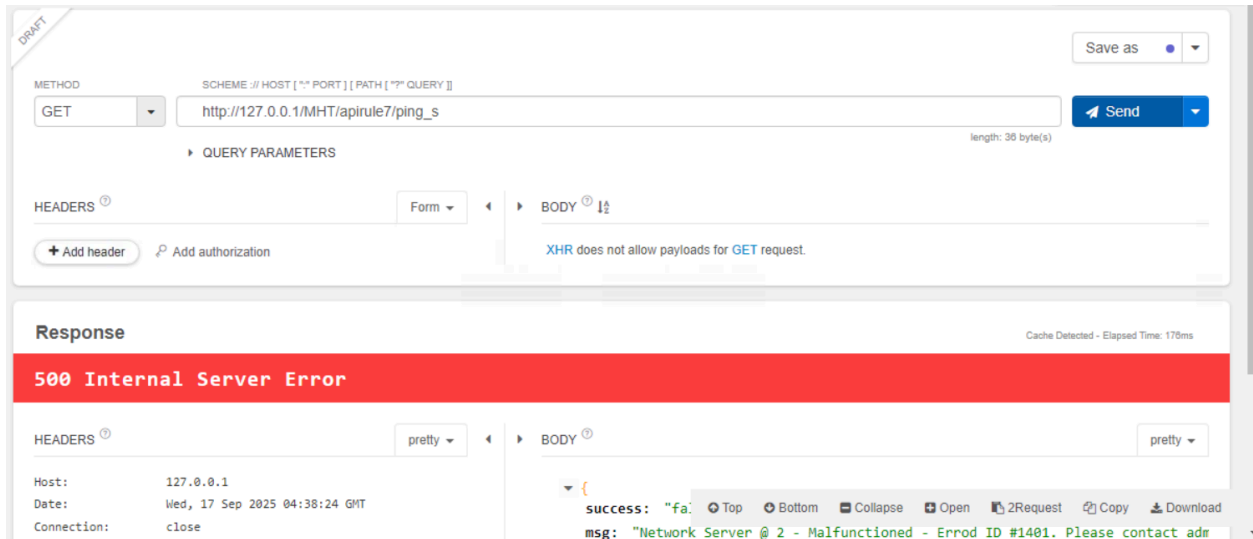 DRAFT
Save as
METHOD
SCHEME :// HOST [ ":" PORT ] [ PATH [ "?" QUERY ]]
GET
http://127.0.0.1/MHT/apirule7/ping_s
Send
length: 36 byte(s)
QUERY PARAMETERS
HEADERS ?
Form
BODY ?
+ Add header
Add authorization
XHR does not allow payloads for GET request.
Response
Cache Detected - Elapsed Time: 176ms
500 Internal Server Error
HEADERS ?
pretty
BODY ?
pretty
Host: 127.0.0.1
Date: Wed, 17 Sep 2025 04:38:24 GMT
Connection: close
{
success: "fal
Top Bottom Collapse Open 2Request Copy Download
msg: "Network Server @ 2 - Malfunctioned - Errod ID #1401. Please contact adm